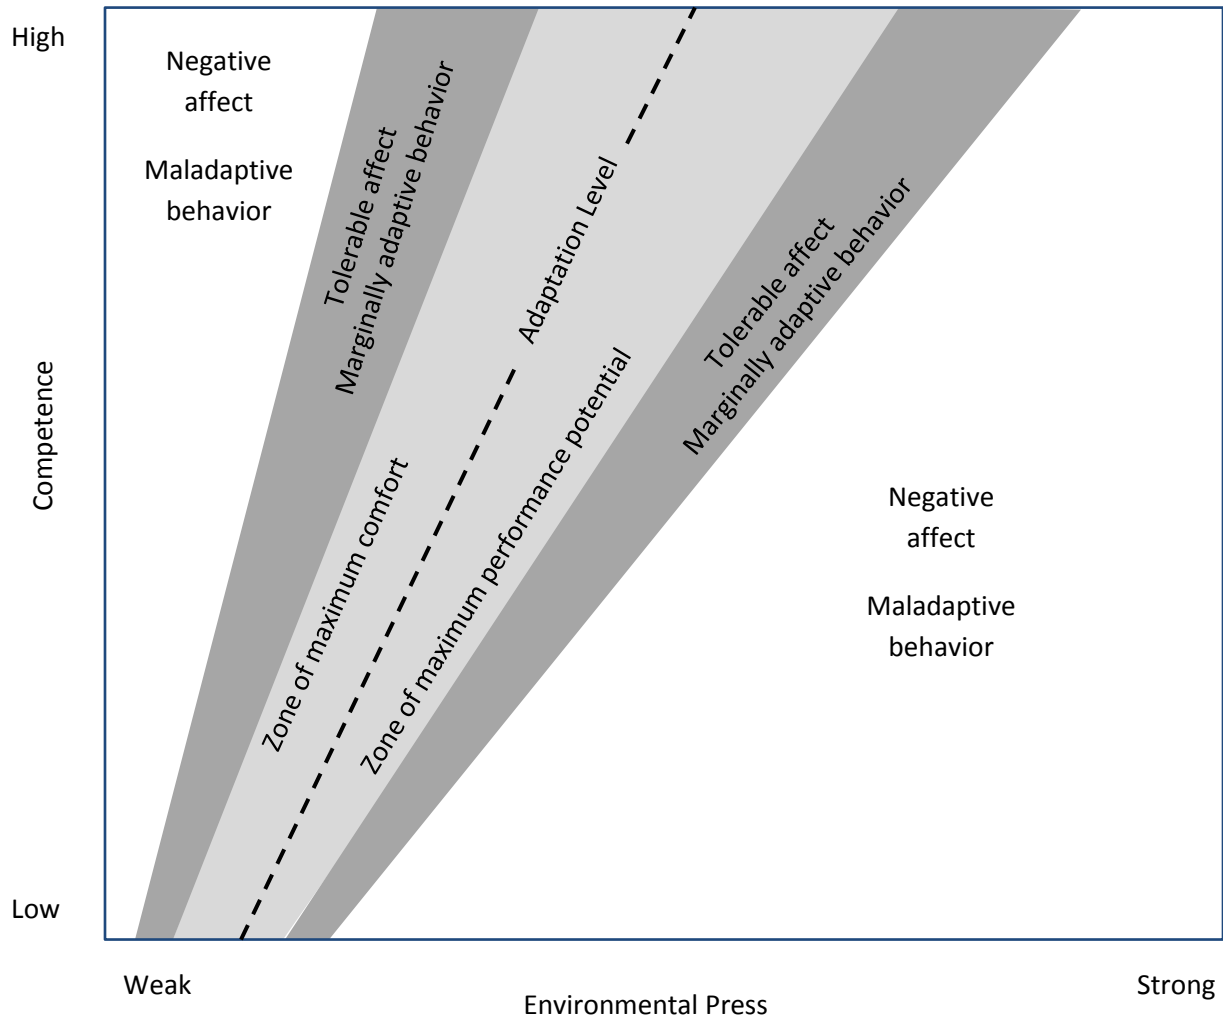 High
Negative
affect
Maladaptive
behavior
Tolerable affect
Marginally adaptive behavior
Adaptation Level
Tolerable affect
Marginally adaptive behavior
Competence
Zone of maximum comfort
Zone of maximum performance potential
Negative
affect
Maladaptive
behavior
Low
Weak
Environmental Press
Strong